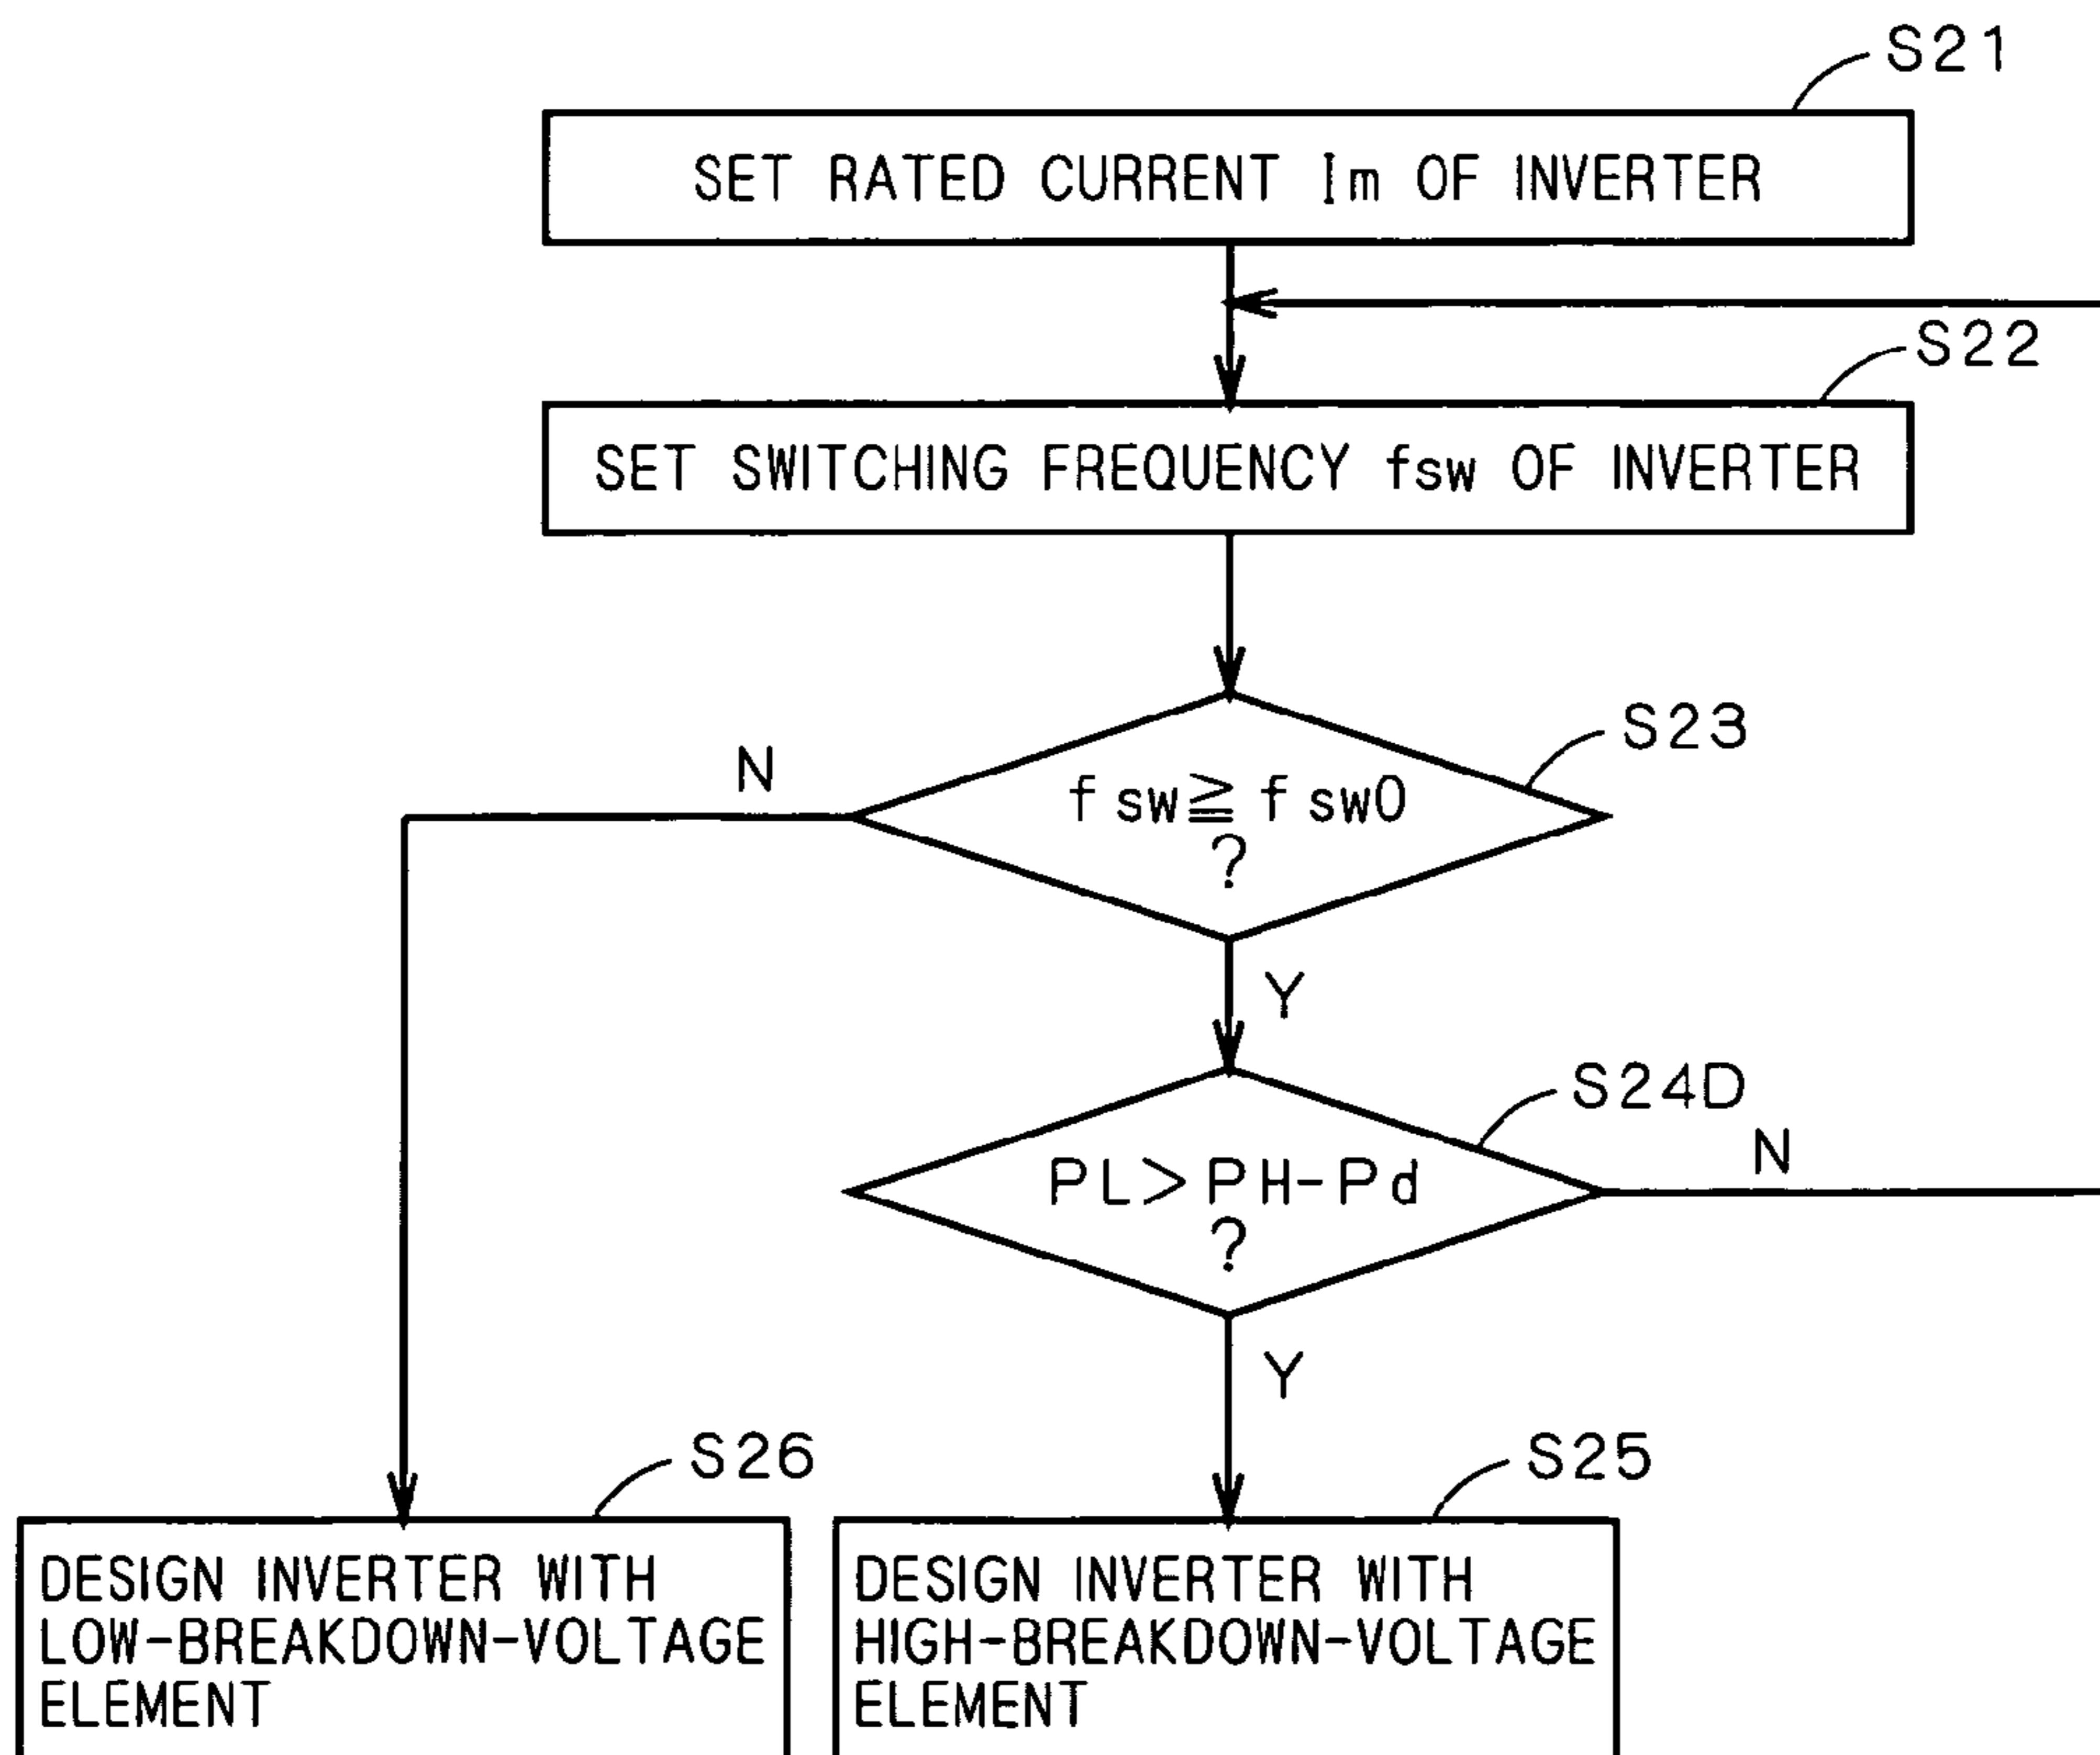 S21
SET RATED CURRENT Im OF INVERTER
S22
SET SWITCHING FREQUENCY fsw OF INVERTER
S23
N
fsw≧fsw0
?
Y
S24D
N
PL>PH-Pd
?
Y
S26
S25
DESIGN INVERTER WITH
LOW-BREAKDOWN-VOLTAGE
ELEMENT
DESIGN INVERTER WITH
HIGH-BREAKDOWN-VOLTAGE
ELEMENT